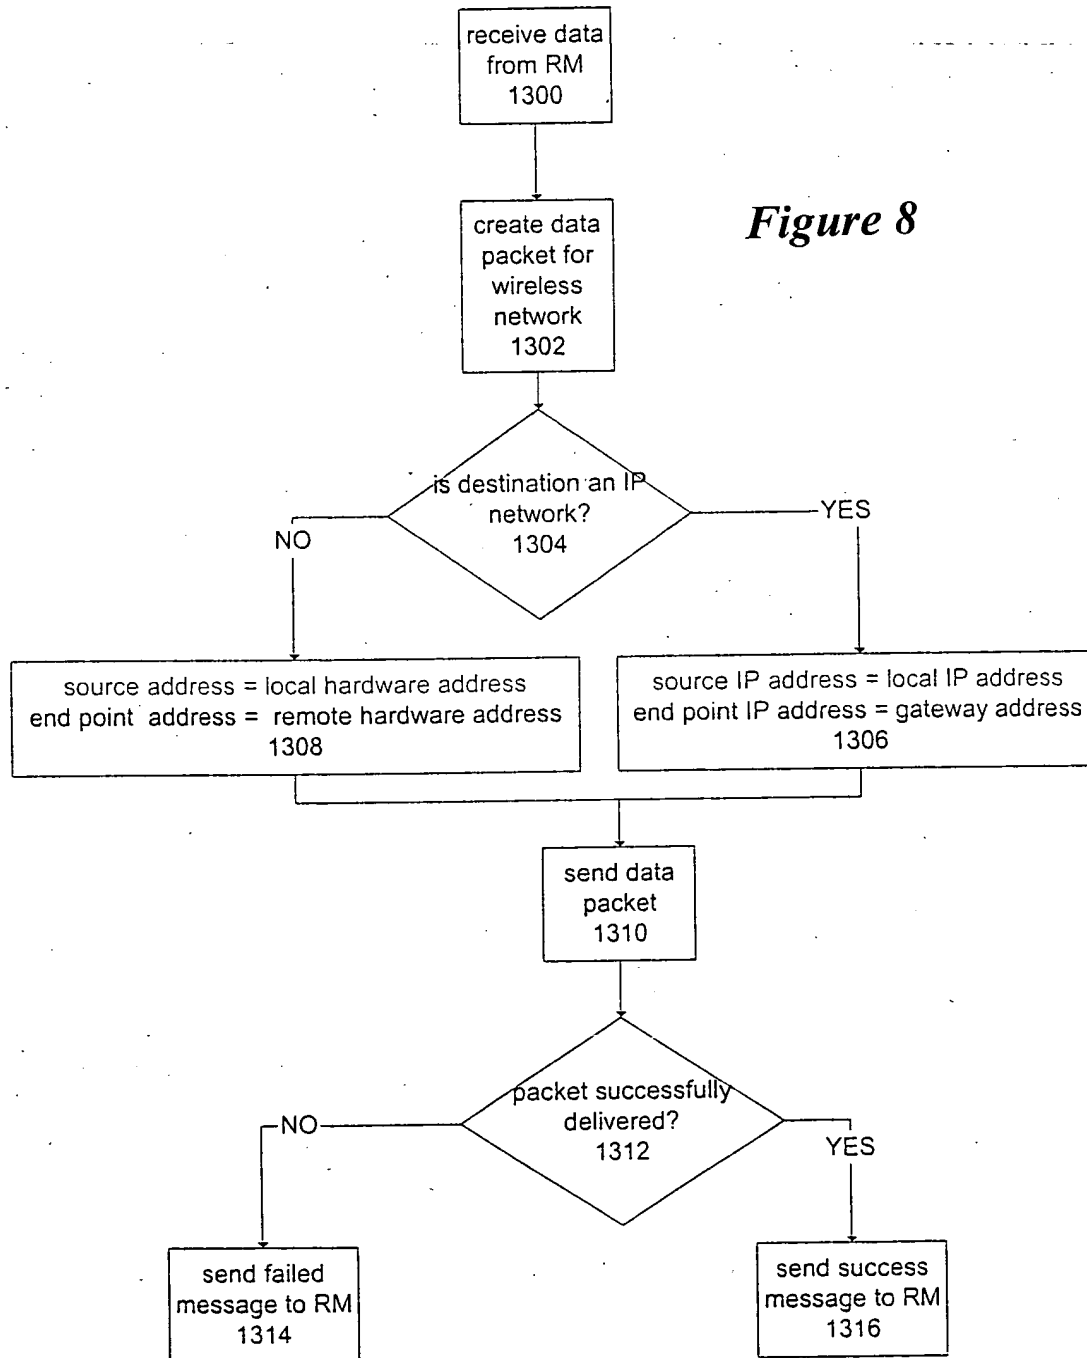 receive data
from RM
1300
Figure 8
create data
packet for
wireless
network
1302
is destination an IP
network?
1304
NO
YES
source address = local hardware address
end point address = remote hardware address
1308
source IP address = local IP address
end point IP address = gateway address
1306
send data
packet
1310
packet successfully
delivered?
1312
NO
YES
send failed
message to RM
1314
send success
message to RM
1316